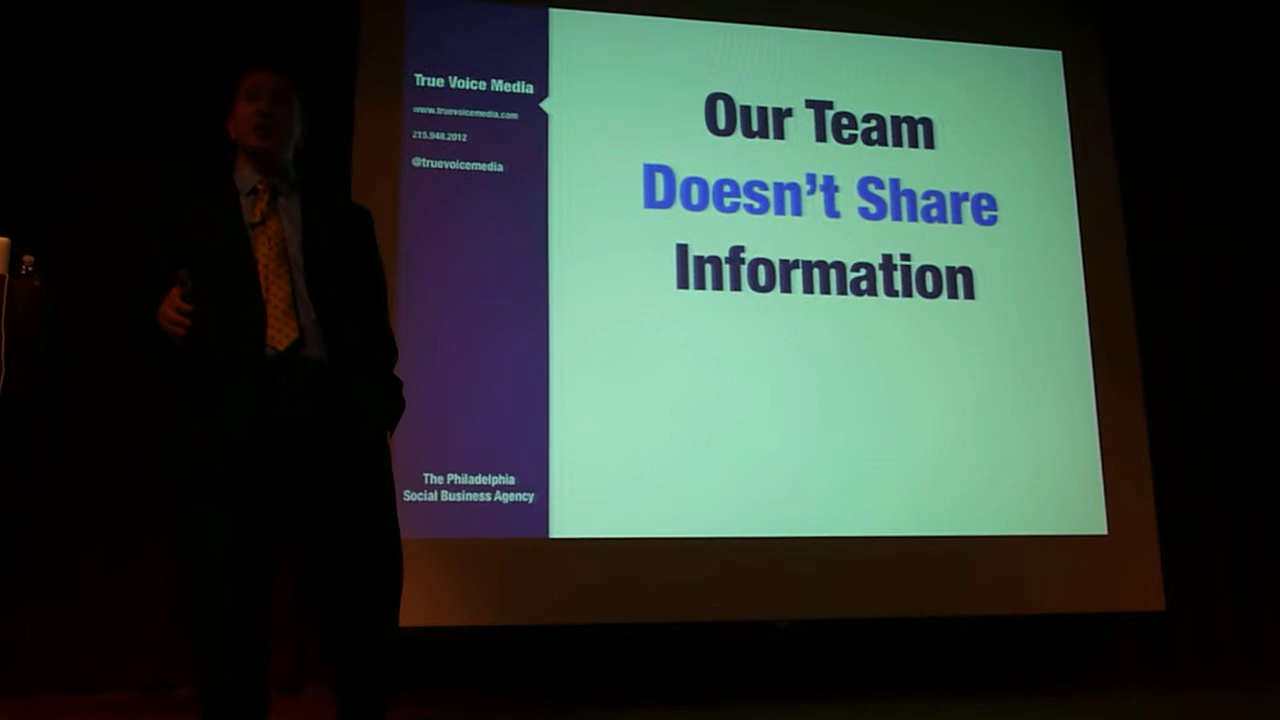 True Voice Media
www.truevoicemedia.com
215.948.2012
@truevoicemedia
Our Team
Doesn't Share
Information
The Philadelphia
Social Business Agency